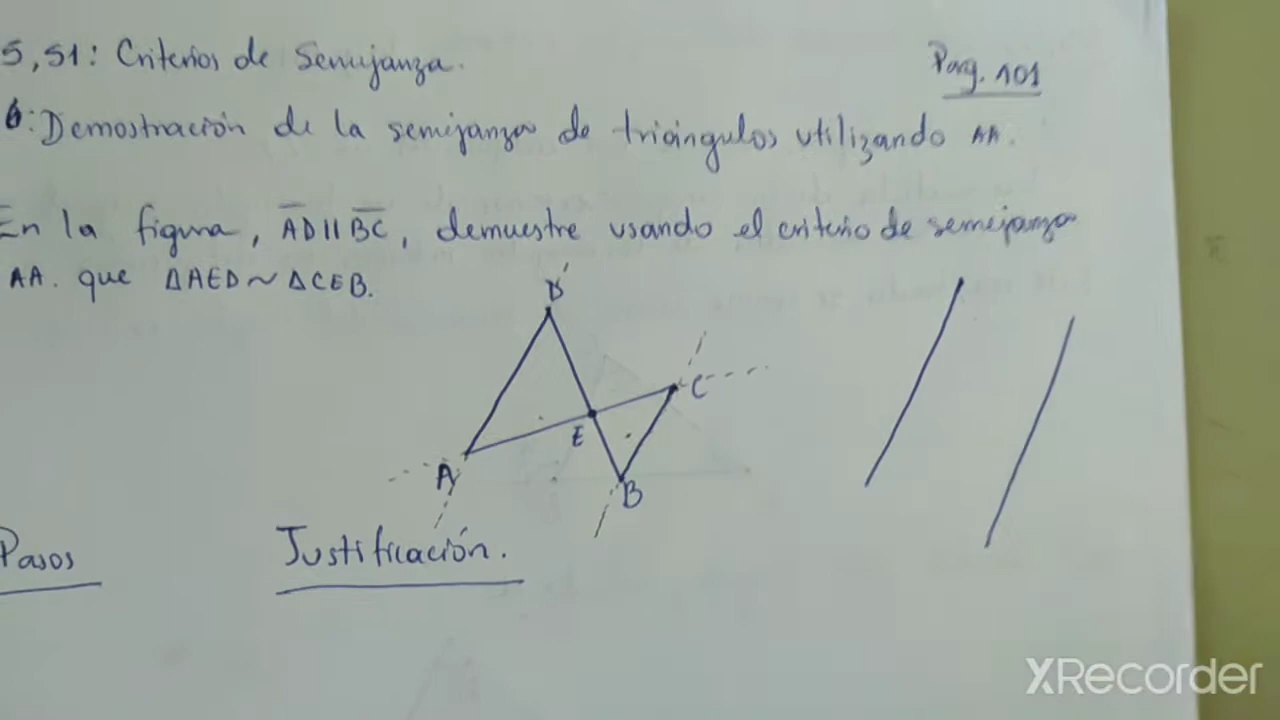 5, S1: Criterios de Semejanza.
Pag. 101
6: Demostración de la semejanza de triángulos utilizando AA.
En la figura, AD || BC, demuestre usando el criterio de semejanza
AA. que ΔAED ~ ΔCEB.
D
C
E
A
B
Pasos
Justificación.
XRecorder